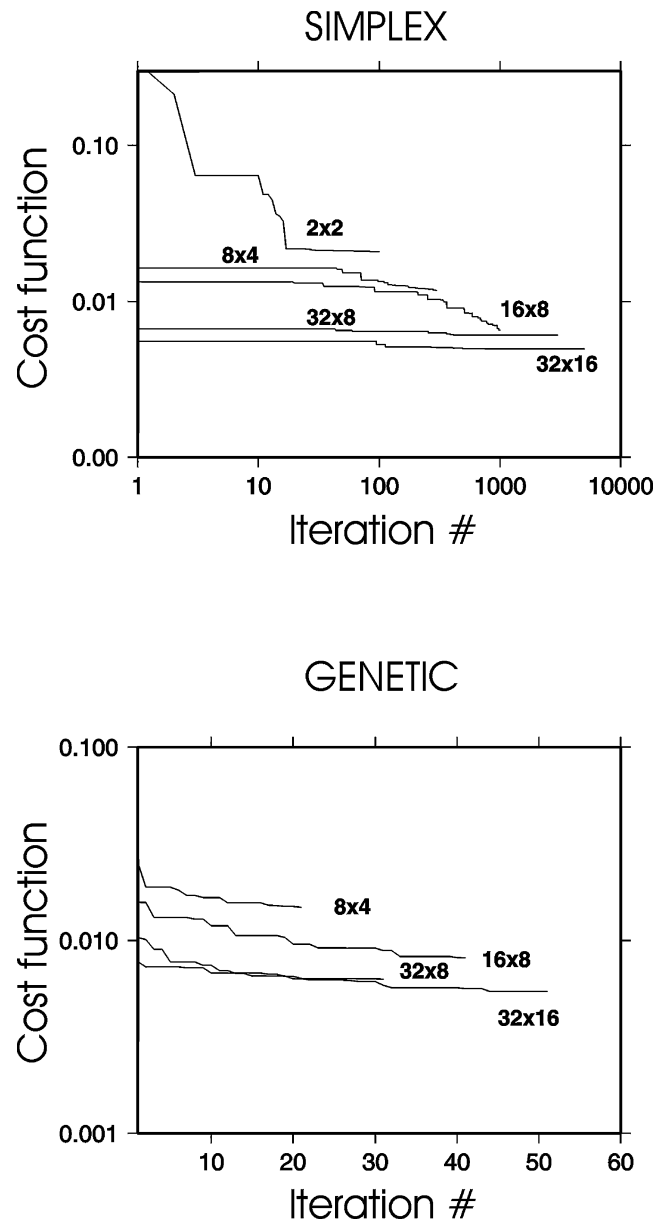 SIMPLEX
0.10
2x2
8x4
0.01
16x8
32x8
32x16
0.00
Cost function
1 10 100 1000 10000
Iteration #
GENETIC
0.100
8x4
0.010
16x8
32x8
32x16
Cost function
0.001
10 20 30 40 50 60
Iteration #